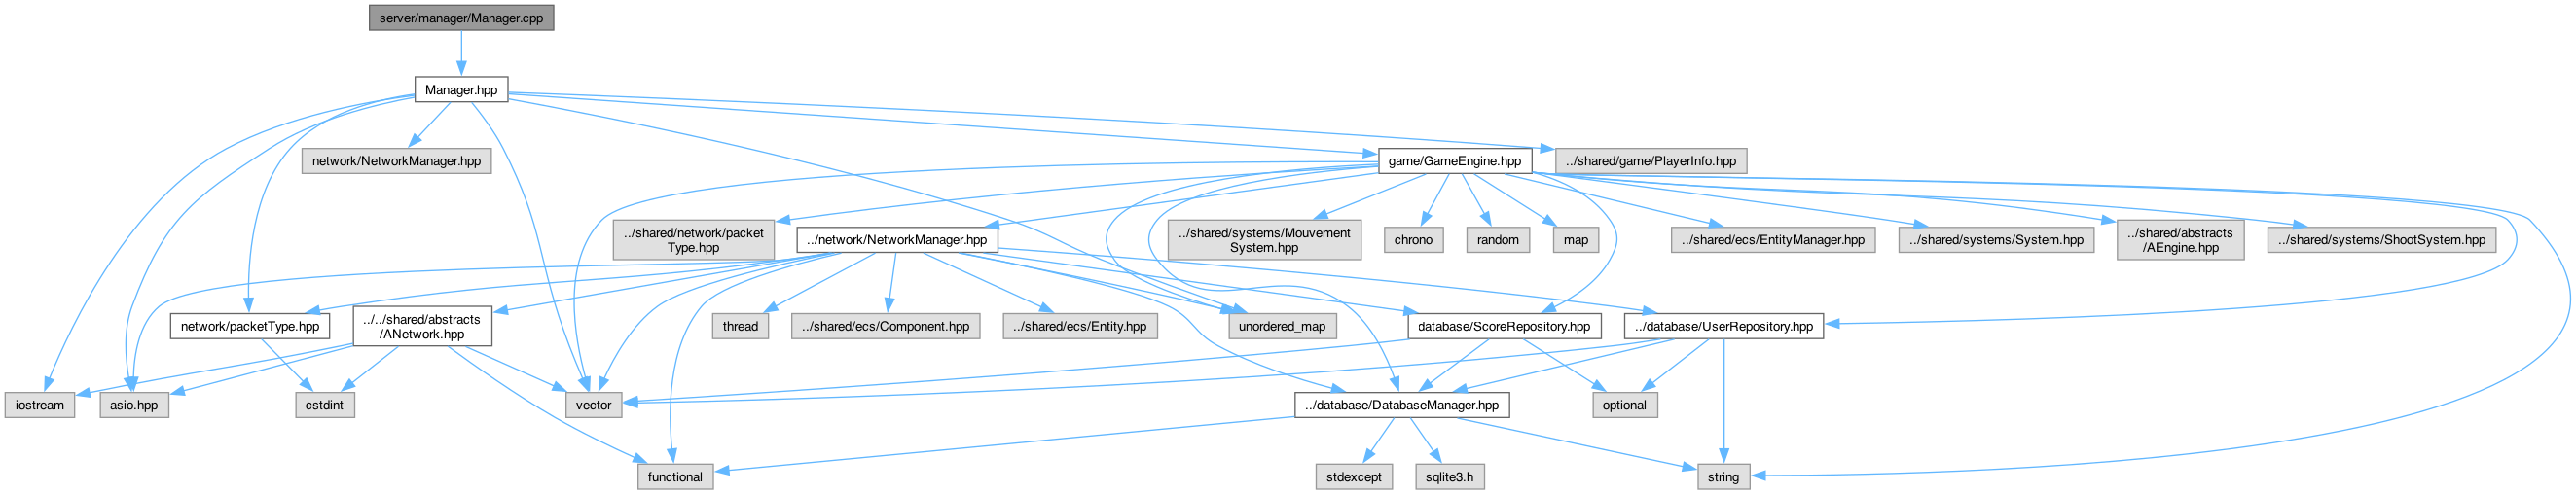 server/manager/Manager.cpp
Manager.hpp
network/NetworkManager.hpp
game/GameEngine.hpp
../shared/game/PlayerInfo.hpp
../shared/network/packet
Type.hpp
../network/NetworkManager.hpp
../shared/systems/Mouvement
System.hpp
chrono
random
map
../shared/ecs/EntityManager.hpp
../shared/systems/System.hpp
../shared/abstracts
/AEngine.hpp
../shared/systems/ShootSystem.hpp
network/packetType.hpp
../../shared/abstracts
/ANetwork.hpp
thread
../shared/ecs/Component.hpp
../shared/ecs/Entity.hpp
unordered_map
database/ScoreRepository.hpp
../database/UserRepository.hpp
iostream
asio.hpp
cstdint
vector
../database/DatabaseManager.hpp
optional
functional
stdexcept
sqlite3.h
string